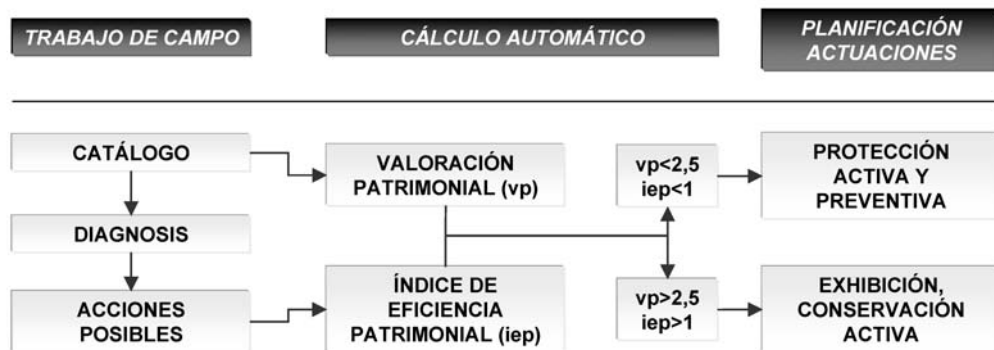 TRABAJO DE CAMPO
CÁLCULO AUTOMÁTICO
PLANIFICACIÓN
ACTUACIONES
CATÁLOGO
DIAGNOSIS
ACCIONES
POSIBLES
VALORACIÓN
PATRIMONIAL (vp)
ÍNDICE DE
EFICIENCIA
PATRIMONIAL (iep)
vp<2,5
iep<1
vp>2,5
iep>1
PROTECCIÓN
ACTIVA Y
PREVENTIVA
EXHIBICIÓN,
CONSERVACIÓN
ACTIVA